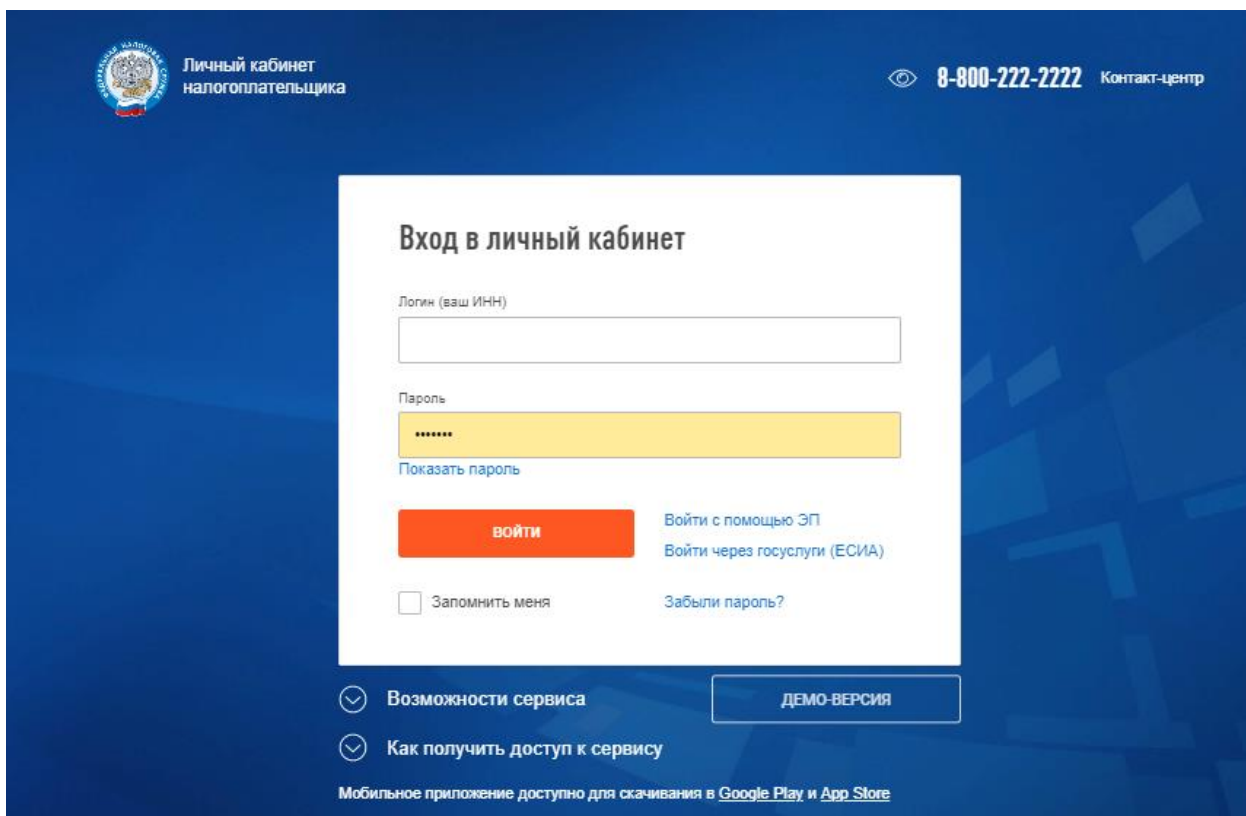 Личный кабинет
налогоплательщика
8-800-222-2222 Контакт-центр
Вход в личный кабинет
Логин (ваш ИНН)
Пароль
•••••••
Показать пароль
ВОЙТИ
Войти с помощью ЭП
Войти через госуслуги (ЕСИА)
Запомнить меня
Забыли пароль?
Возможности сервиса
ДЕМО-ВЕРСИЯ
Как получить доступ к сервису
Мобильное приложение доступно для скачивания в Google Play и App Store